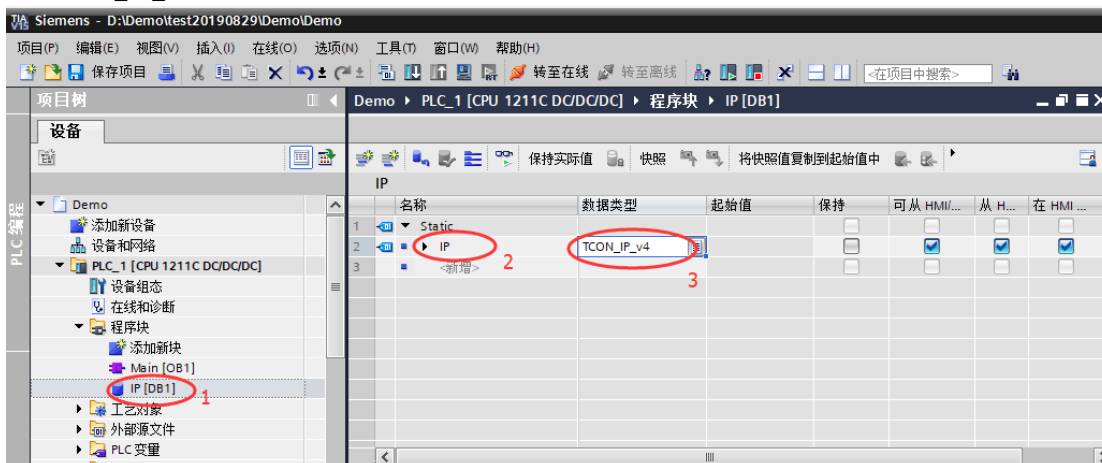 TIA V15 Siemens - D:\Demo\test20190829\Demo\Demo
项目(P) 编辑(E) 视图(V) 插入(I) 在线(O) 选项(N) 工具(T) 窗口(W) 帮助(H)
保存项目 转至在线 转至离线 <在项目中搜索>
项目树
Demo ▸ PLC_1 [CPU 1211C DC/DC/DC] ▸ 程序块 ▸ IP [DB1]
设备
保持实际值 快照 将快照值复制到起始值中
IP
名称 数据类型 起始值 保持 可从 HMI/... 从 H... 在 HMI ...
1 Static
2 IP TCON_IP_v4
3 <新增>
2
3
PLC 编程
Demo
添加新设备
设备和网络
PLC_1 [CPU 1211C DC/DC/DC]
设备组态
在线和诊断
程序块
添加新块
Main [OB1]
IP [DB1] 1
工艺对象
外部源文件
PLC 变量